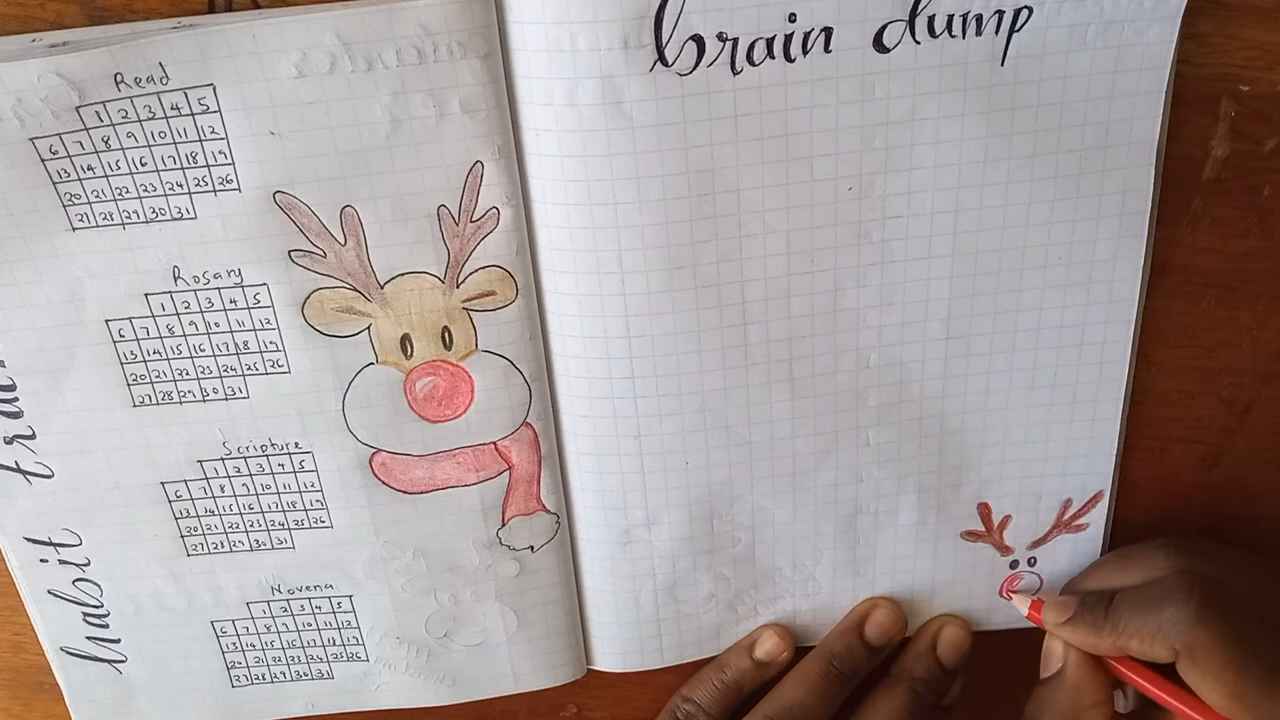 habit
Read
1 2 3 4 5
6 7 8 9 10 11 12
13 14 15 16 17 18 19
20 21 22 23 24 25 26
27 28 29 30 31
Rosary
1 2 3 4 5
6 7 8 9 10 11 12
13 14 15 16 17 18 19
20 21 22 23 24 25 26
27 28 29 30 31
Scripture
1 2 3 4 5
6 7 8 9 10 11 12
13 14 15 16 17 18 19
20 21 22 23 24 25 26
27 28 29 30 31
Novena
1 2 3 4 5
6 7 8 9 10 11 12
13 14 15 16 17 18 19
20 21 22 23 24 25 26
27 28 29 30 31
brain dump